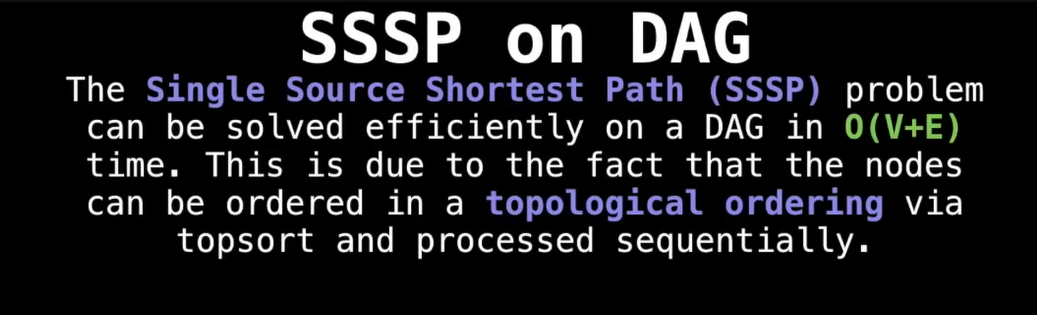 SSSP on DAG
The Single Source Shortest Path (SSSP) problem
can be solved efficiently on a DAG in O(V+E)
time. This is due to the fact that the nodes
can be ordered in a topological ordering via
topsort and processed sequentially.